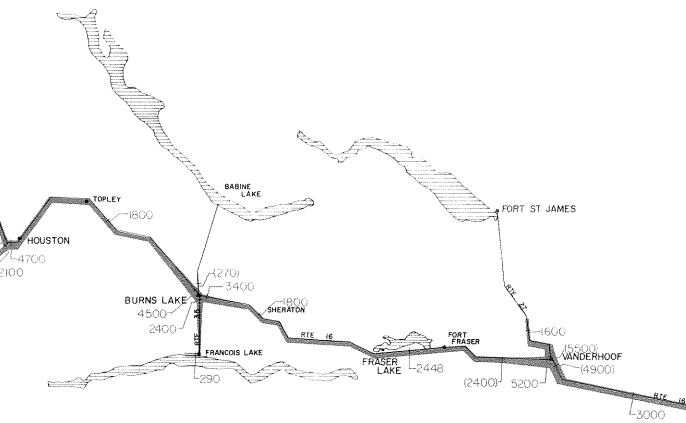 BABINE
LAKE
TOPLEY
1800
FORT ST JAMES
HOUSTON
4700
2100
(270)
3400
BURNS LAKE
4500
2400
RTE 35
1800
SHERATON
RTE 16
FRANCOIS LAKE
290
FRASER
LAKE
FORT
FRASER
2448
RTE 27
1600
(5500)
VANDERHOOF
(4900)
(2400)
5200
RTE 16
3000